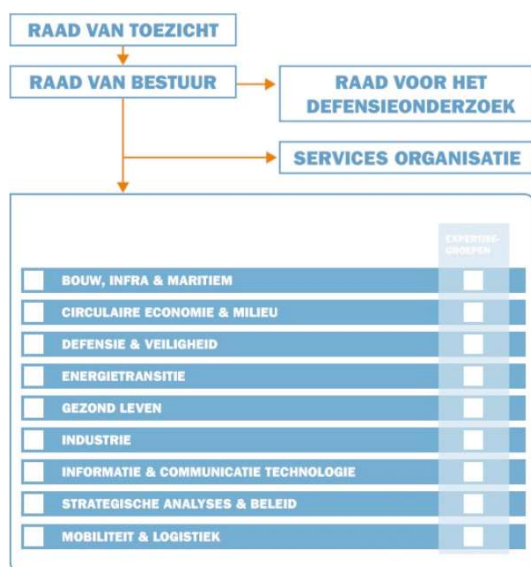 RAAD VAN TOEZICHT
RAAD VAN BESTUUR
RAAD VOOR HET
DEFENSIEONDERZOEK
SERVICES ORGANISATIE
EXPERTISE-
GROEPEN
BOUW, INFRA & MARITIEM
CIRCULAIRE ECONOMIE & MILIEU
DEFENSIE & VEILIGHEID
ENERGIETRANSITIE
GEZOND LEVEN
INDUSTRIE
INFORMATIE & COMMUNICATIE TECHNOLOGIE
STRATEGISCHE ANALYSES & BELEID
MOBILITEIT & LOGISTIEK